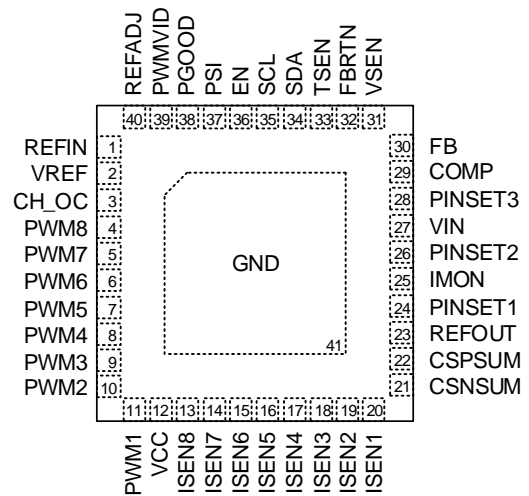 REFADJ
PWMVID
PGOOD
PSI
EN
SCL
SDA
TSEN
FBRTN
VSEN
40 39 38 37 36 35 34 33 32 31
REFIN 1
VREF 2
CH_OC 3
PWM8 4
PWM7 5
PWM6 6
PWM5 7
PWM4 8
PWM3 9
PWM2 10
GND
41
30 FB
29 COMP
28 PINSET3
27 VIN
26 PINSET2
25 IMON
24 PINSET1
23 REFOUT
22 CSPSUM
21 CSNSUM
11 12 13 14 15 16 17 18 19 20
PWM1
VCC
ISEN8
ISEN7
ISEN6
ISEN5
ISEN4
ISEN3
ISEN2
ISEN1